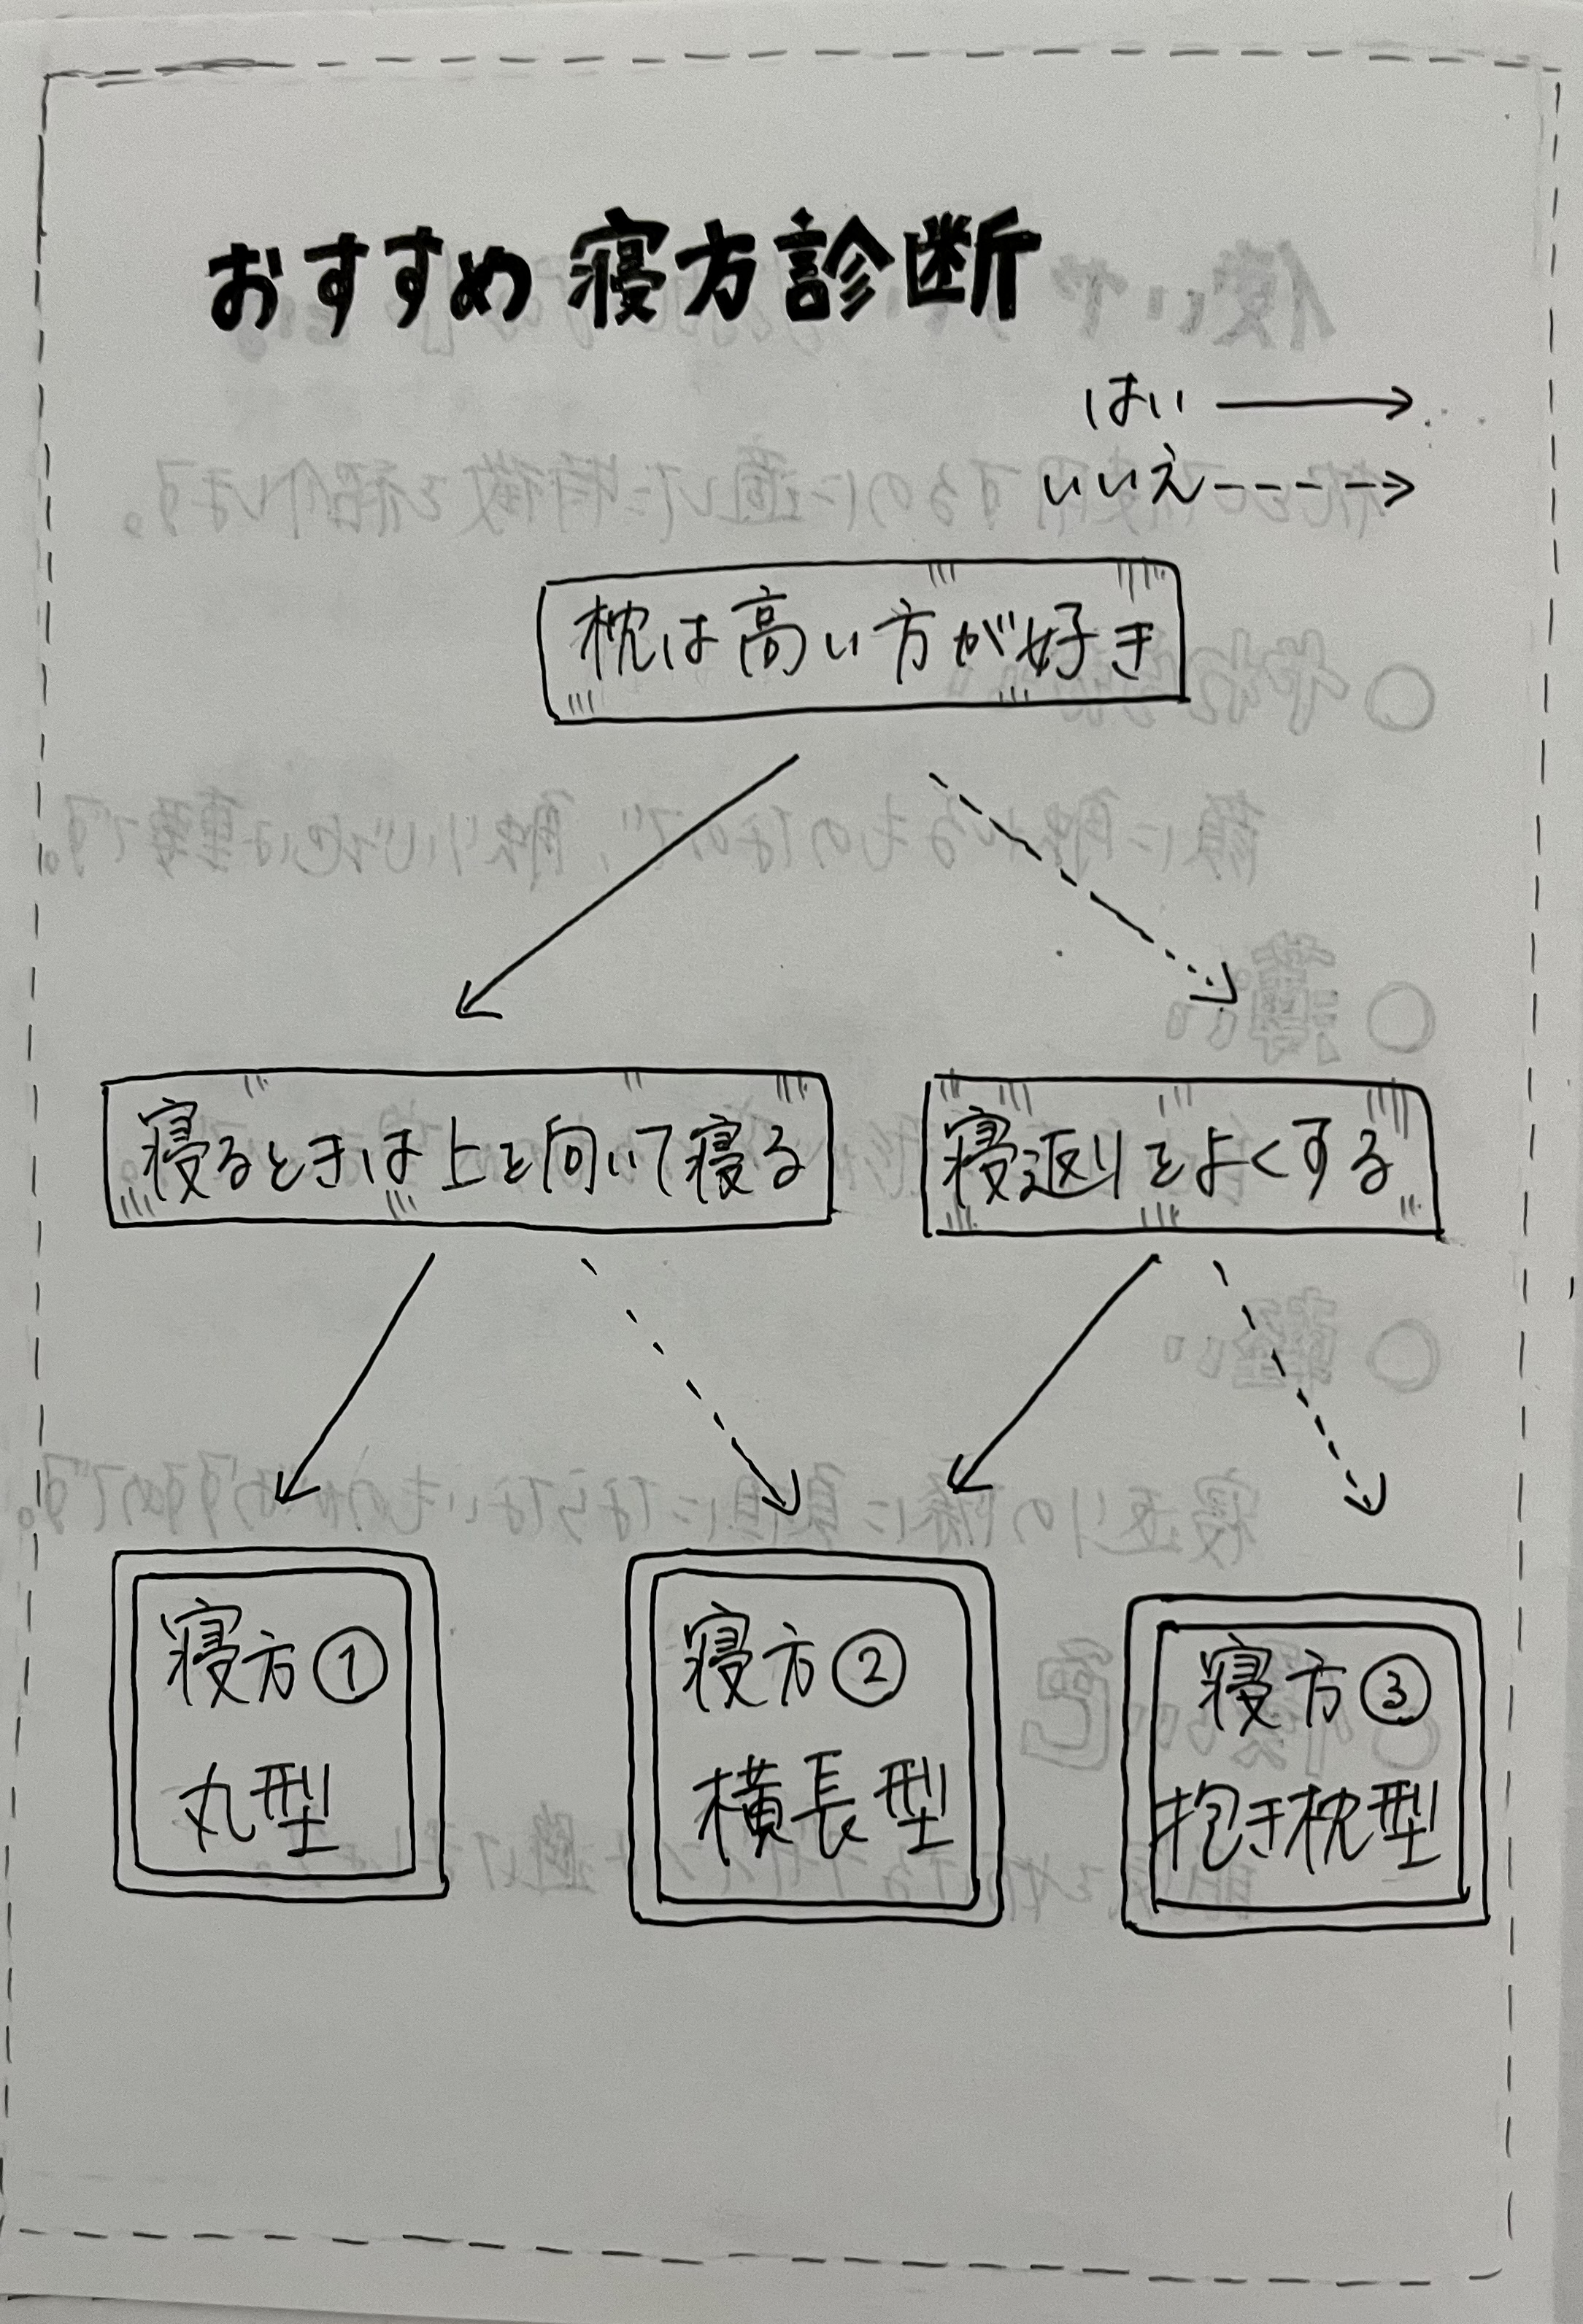 おすすめ寝方診断
はい
いいえ
枕は高い方が好き
寝るときは上を向いて寝る
寝返りをよくする
寝方①
丸型
寝方②
横長型
寝方③
抱き枕型